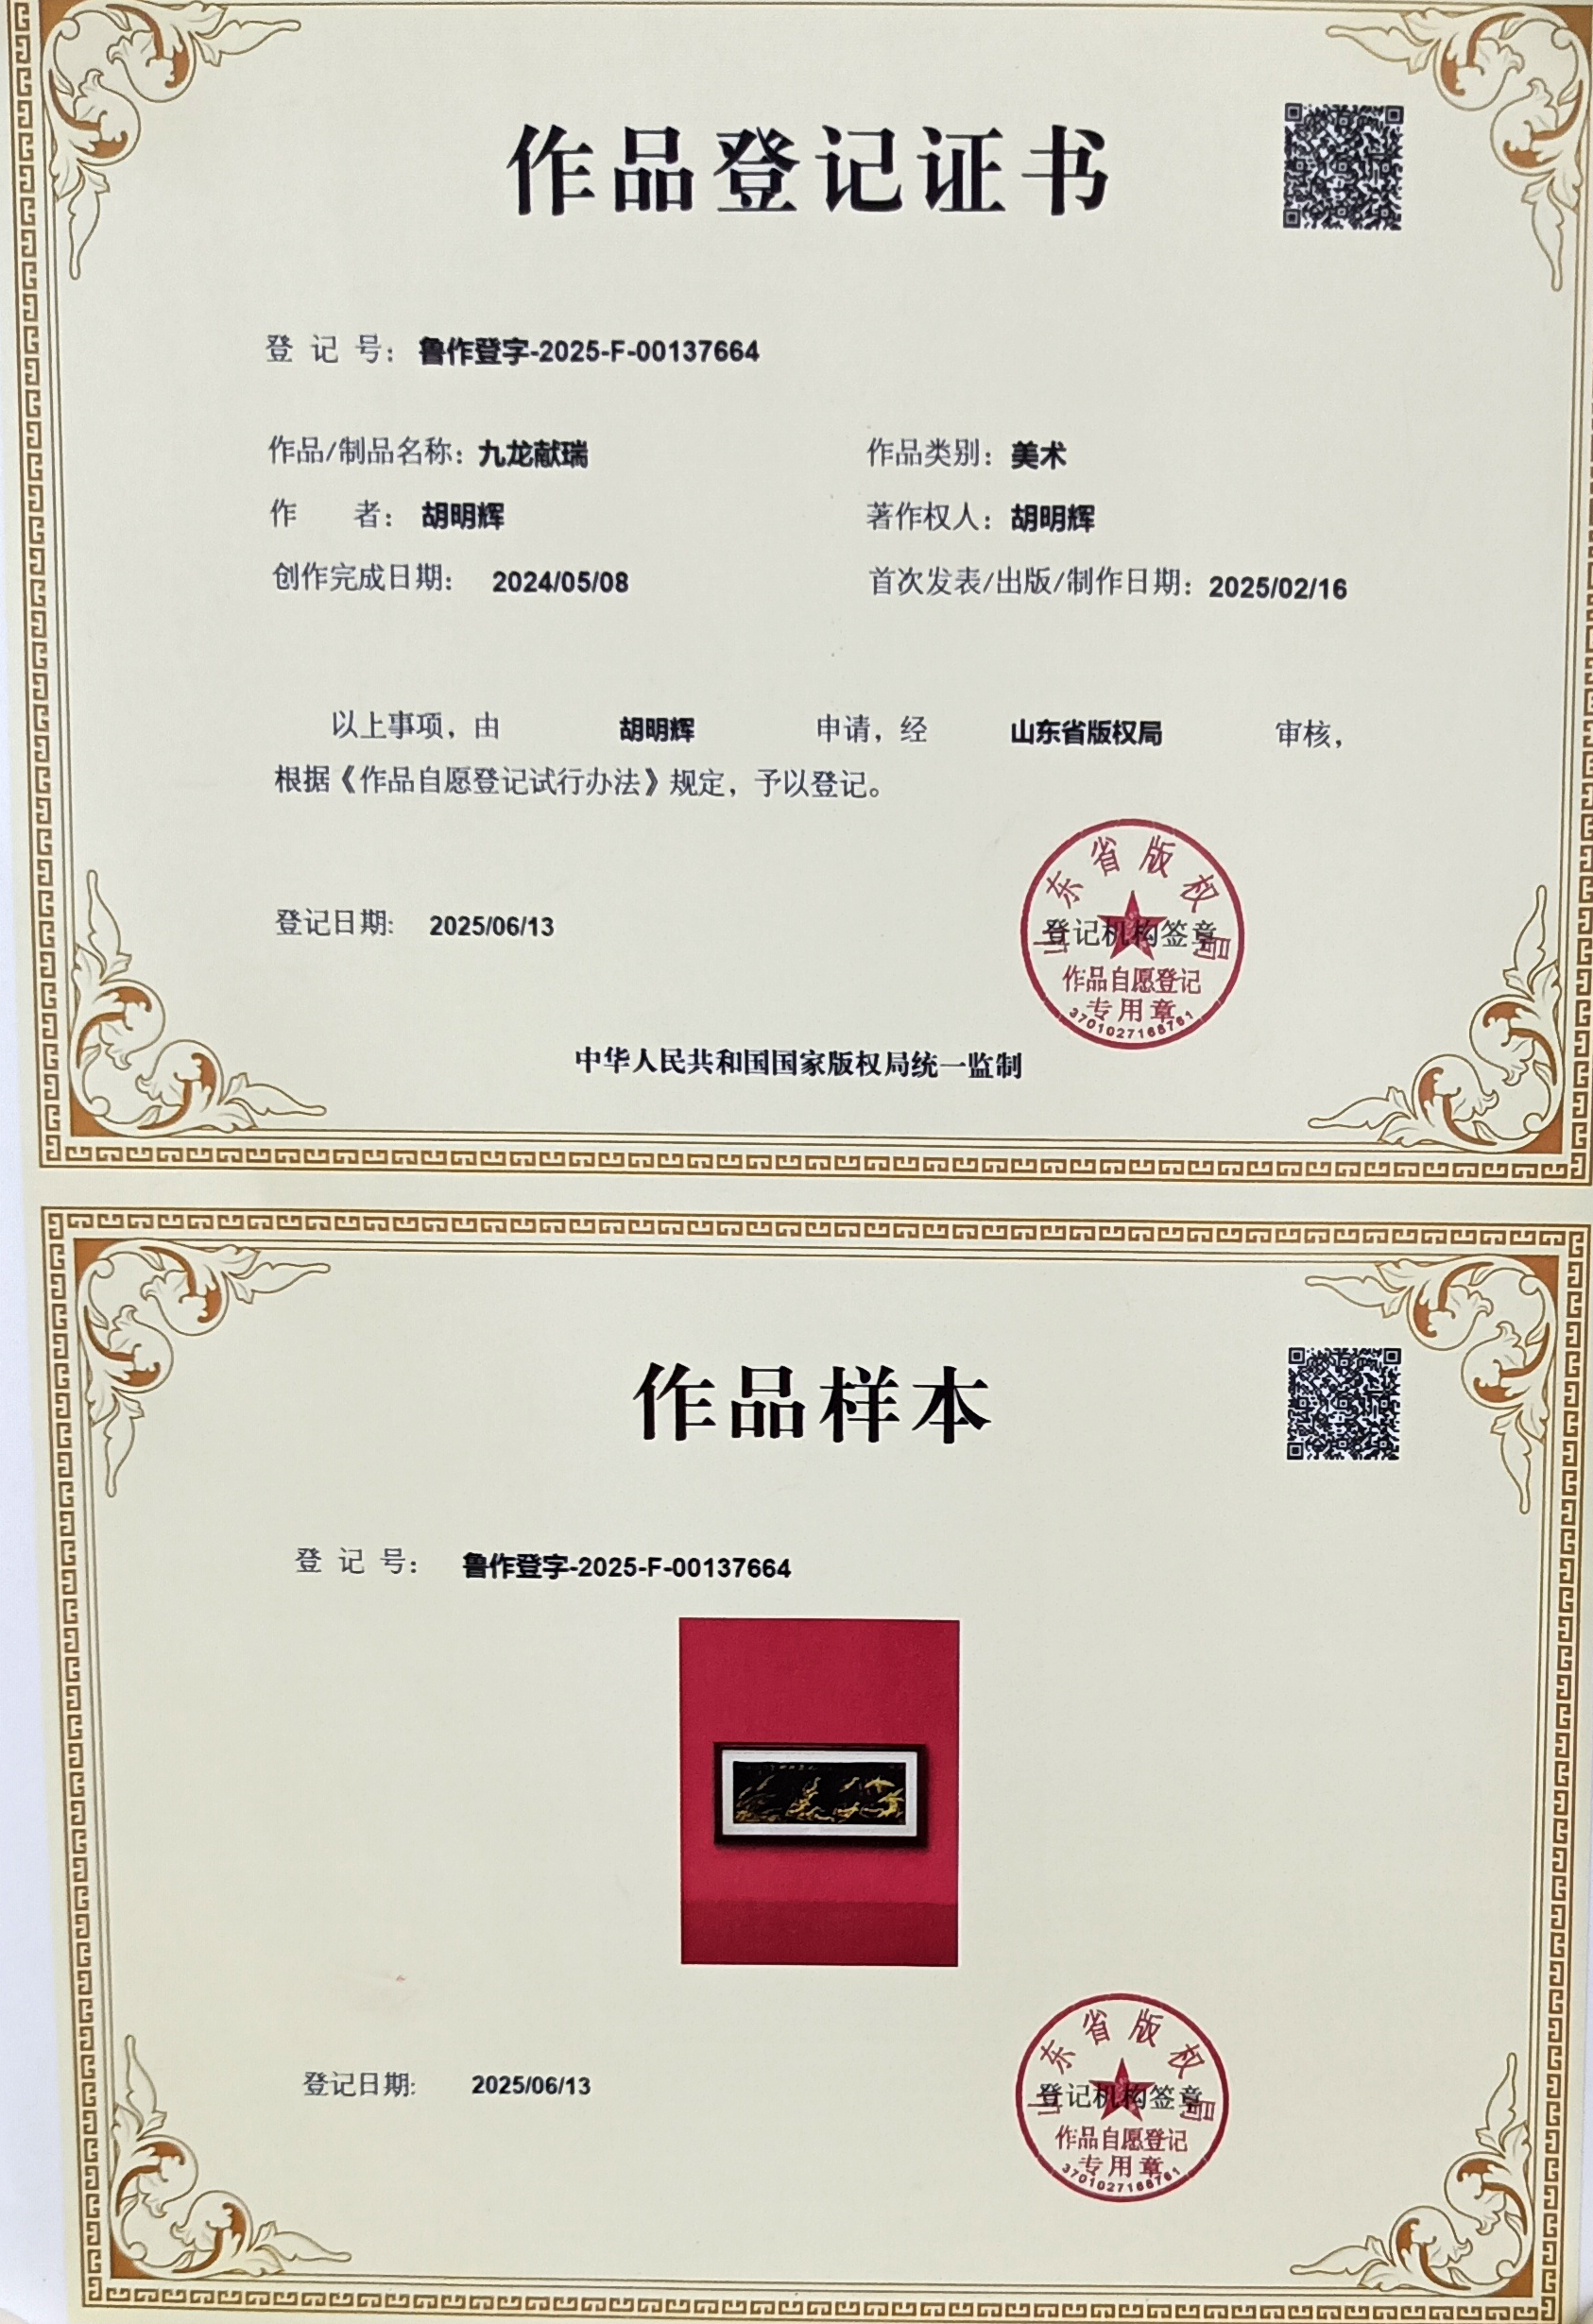 作品登记证书
登 记 号： 鲁作登字-2025-F-00137664
作品/制品名称：九龙献瑞 作品类别：美术
作 者： 胡明辉 著作权人：胡明辉
创作完成日期： 2024/05/08 首次发表/出版/制作日期：2025/02/16
以上事项，由 胡明辉 申请，经 山东省版权局 审核，
根据《作品自愿登记试行办法》规定，予以登记。
登记日期： 2025/06/13
登记机构签章
山东省版权局
作品自愿登记
专用章
3701027168761
中华人民共和国国家版权局统一监制
作品样本
登 记 号： 鲁作登字-2025-F-00137664
登记日期： 2025/06/13
登记机构签章
山东省版权局
作品自愿登记
专用章
3701027168761